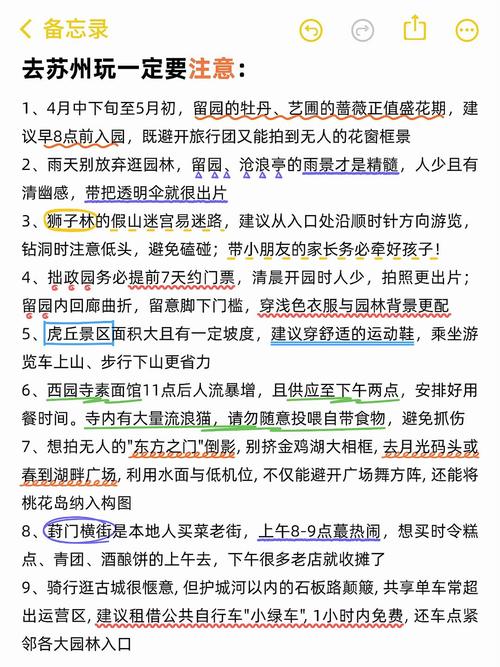 备忘录
去苏州玩一定要注意：
1、4月中下旬至5月初，留园的牡丹、艺圃的蔷薇正值盛花期，建
议早8点前入园，既避开旅行团又能拍到无人的花窗框景
2、雨天别放弃逛园林，留园、沧浪亭的雨景才是精髓，人少且有
清幽感，带把透明伞就很出片
3、狮子林的假山迷宫易迷路，建议从入口处沿顺时针方向游览，
钻洞时注意低头，避免磕碰；带小朋友的家长务必牵好孩子！
4、拙政园务必提前7天约门票，清晨开园时人少，拍照更出片；
留园内回廊曲折，留意脚下门槛，穿浅色衣服与园林背景更配
5、虎丘景区面积大且有一定坡度，建议穿舒适的运动鞋，乘坐游
览车上山、步行下山更省力
6、西园寺素面馆11点后人流暴增，且供应至下午两点，安排好用
餐时间。寺内有大量流浪猫，请勿随意投喂自带食物，避免抓伤
7、想拍无人的"东方之门"倒影, 别挤金鸡湖大相框, 去月光码头或
春到湖畔广场, 利用水面与低机位, 不仅能避开广场舞方阵, 还能将
桃花岛纳入构图
8、葑门横街是本地人买菜老街，上午8-9点最热闹，想买时令糕
点、青团、酒酿饼的上午去，下午很多老店就收摊了
9、骑行逛古城很惬意, 但护城河以内的石板路颠簸, 共享单车常超
出运营区, 建议租借公共自行车"小绿车", 1小时内免费, 还车点紧
邻各大园林入口